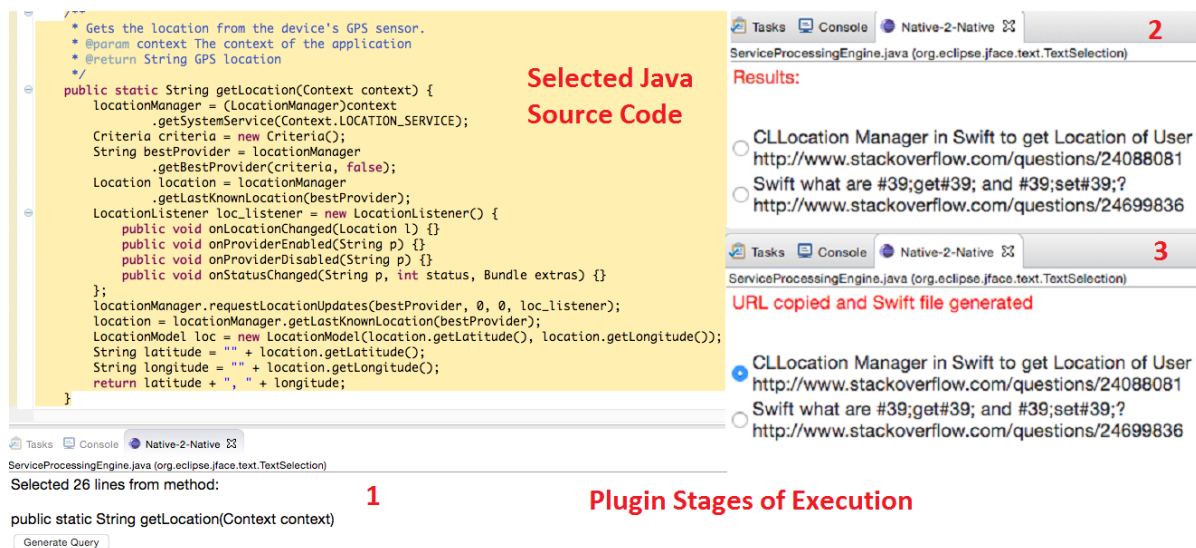 /**
* Gets the location from the device's GPS sensor.
* @param context The context of the application
* @return String GPS location
*/
public static String getLocation(Context context) {
locationManager = (LocationManager)context
.getSystemService(Context.LOCATION_SERVICE);
Criteria criteria = new Criteria();
String bestProvider = locationManager
.getBestProvider(criteria, false);
Location location = locationManager
.getLastKnownLocation(bestProvider);
LocationListener loc_listener = new LocationListener() {
public void onLocationChanged(Location l) {}
public void onProviderEnabled(String p) {}
public void onProviderDisabled(String p) {}
public void onStatusChanged(String p, int status, Bundle extras) {}
};
locationManager.requestLocationUpdates(bestProvider, 0, 0, loc_listener);
location = locationManager.getLastKnownLocation(bestProvider);
LocationModel loc = new LocationModel(location.getLatitude(), location.getLongitude());
String latitude = "" + location.getLatitude();
String longitude = "" + location.getLongitude();
return latitude + ", " + longitude;
}
Selected Java
Source Code
Tasks Console Native-2-Native
ServiceProcessingEngine.java (org.eclipse.jface.text.TextSelection)
Selected 26 lines from method:
1
public static String getLocation(Context context)
Generate Query
Tasks Console Native-2-Native
2
ServiceProcessingEngine.java (org.eclipse.jface.text.TextSelection)
Results:
CLLocation Manager in Swift to get Location of User
http://www.stackoverflow.com/questions/24088081
Swift what are #39;get#39; and #39;set#39;?
http://www.stackoverflow.com/questions/24699836
Tasks Console Native-2-Native
3
ServiceProcessingEngine.java (org.eclipse.jface.text.TextSelection)
URL copied and Swift file generated
CLLocation Manager in Swift to get Location of User
http://www.stackoverflow.com/questions/24088081
Swift what are #39;get#39; and #39;set#39;?
http://www.stackoverflow.com/questions/24699836
Plugin Stages of Execution